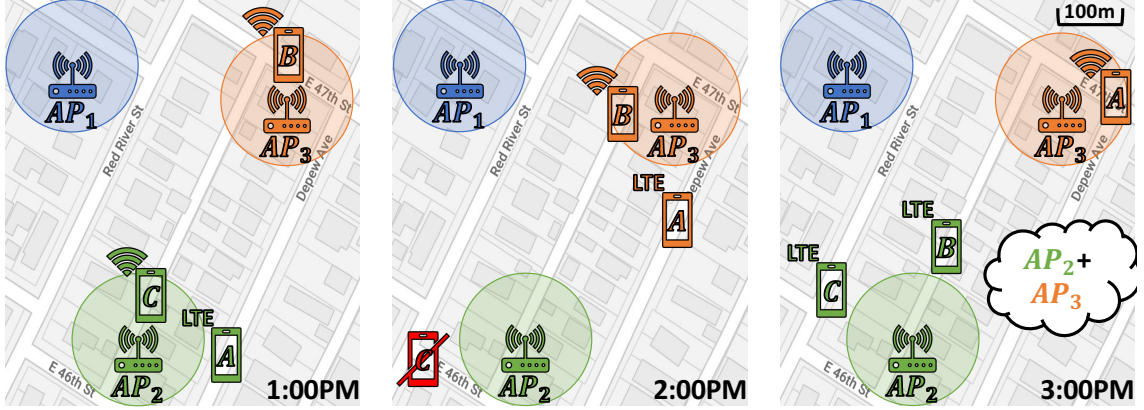 B
AP1
E 47th St
AP3
Red River St
Depew Ave
C
LTE
A
AP2
E 46th St
1:00PM
B
AP1
E 47th St
AP3
Red River St
Depew Ave
LTE
A
C
AP2
E 46th St
2:00PM
100m
A
AP1
E 47th
AP3
Red River St
Depew Ave
LTE
B
LTE
C
AP2+
AP3
AP2
E 46th St
3:00PM